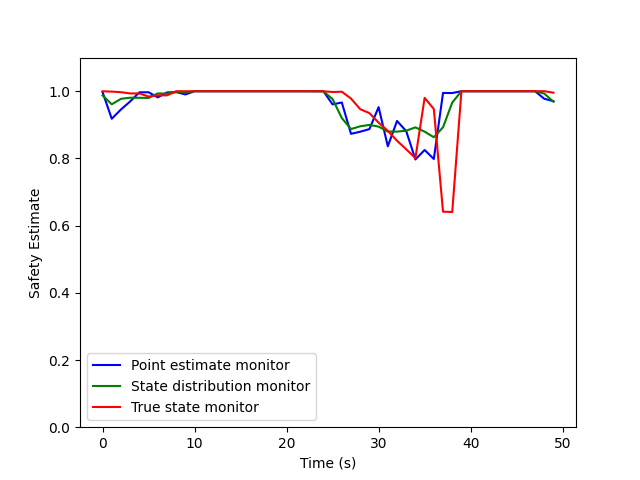 1.0
0.8
0.6
0.4
0.2
0.0
Safety Estimate
Point estimate monitor
State distribution monitor
True state monitor
0 10 20 30 40 50
Time (s)